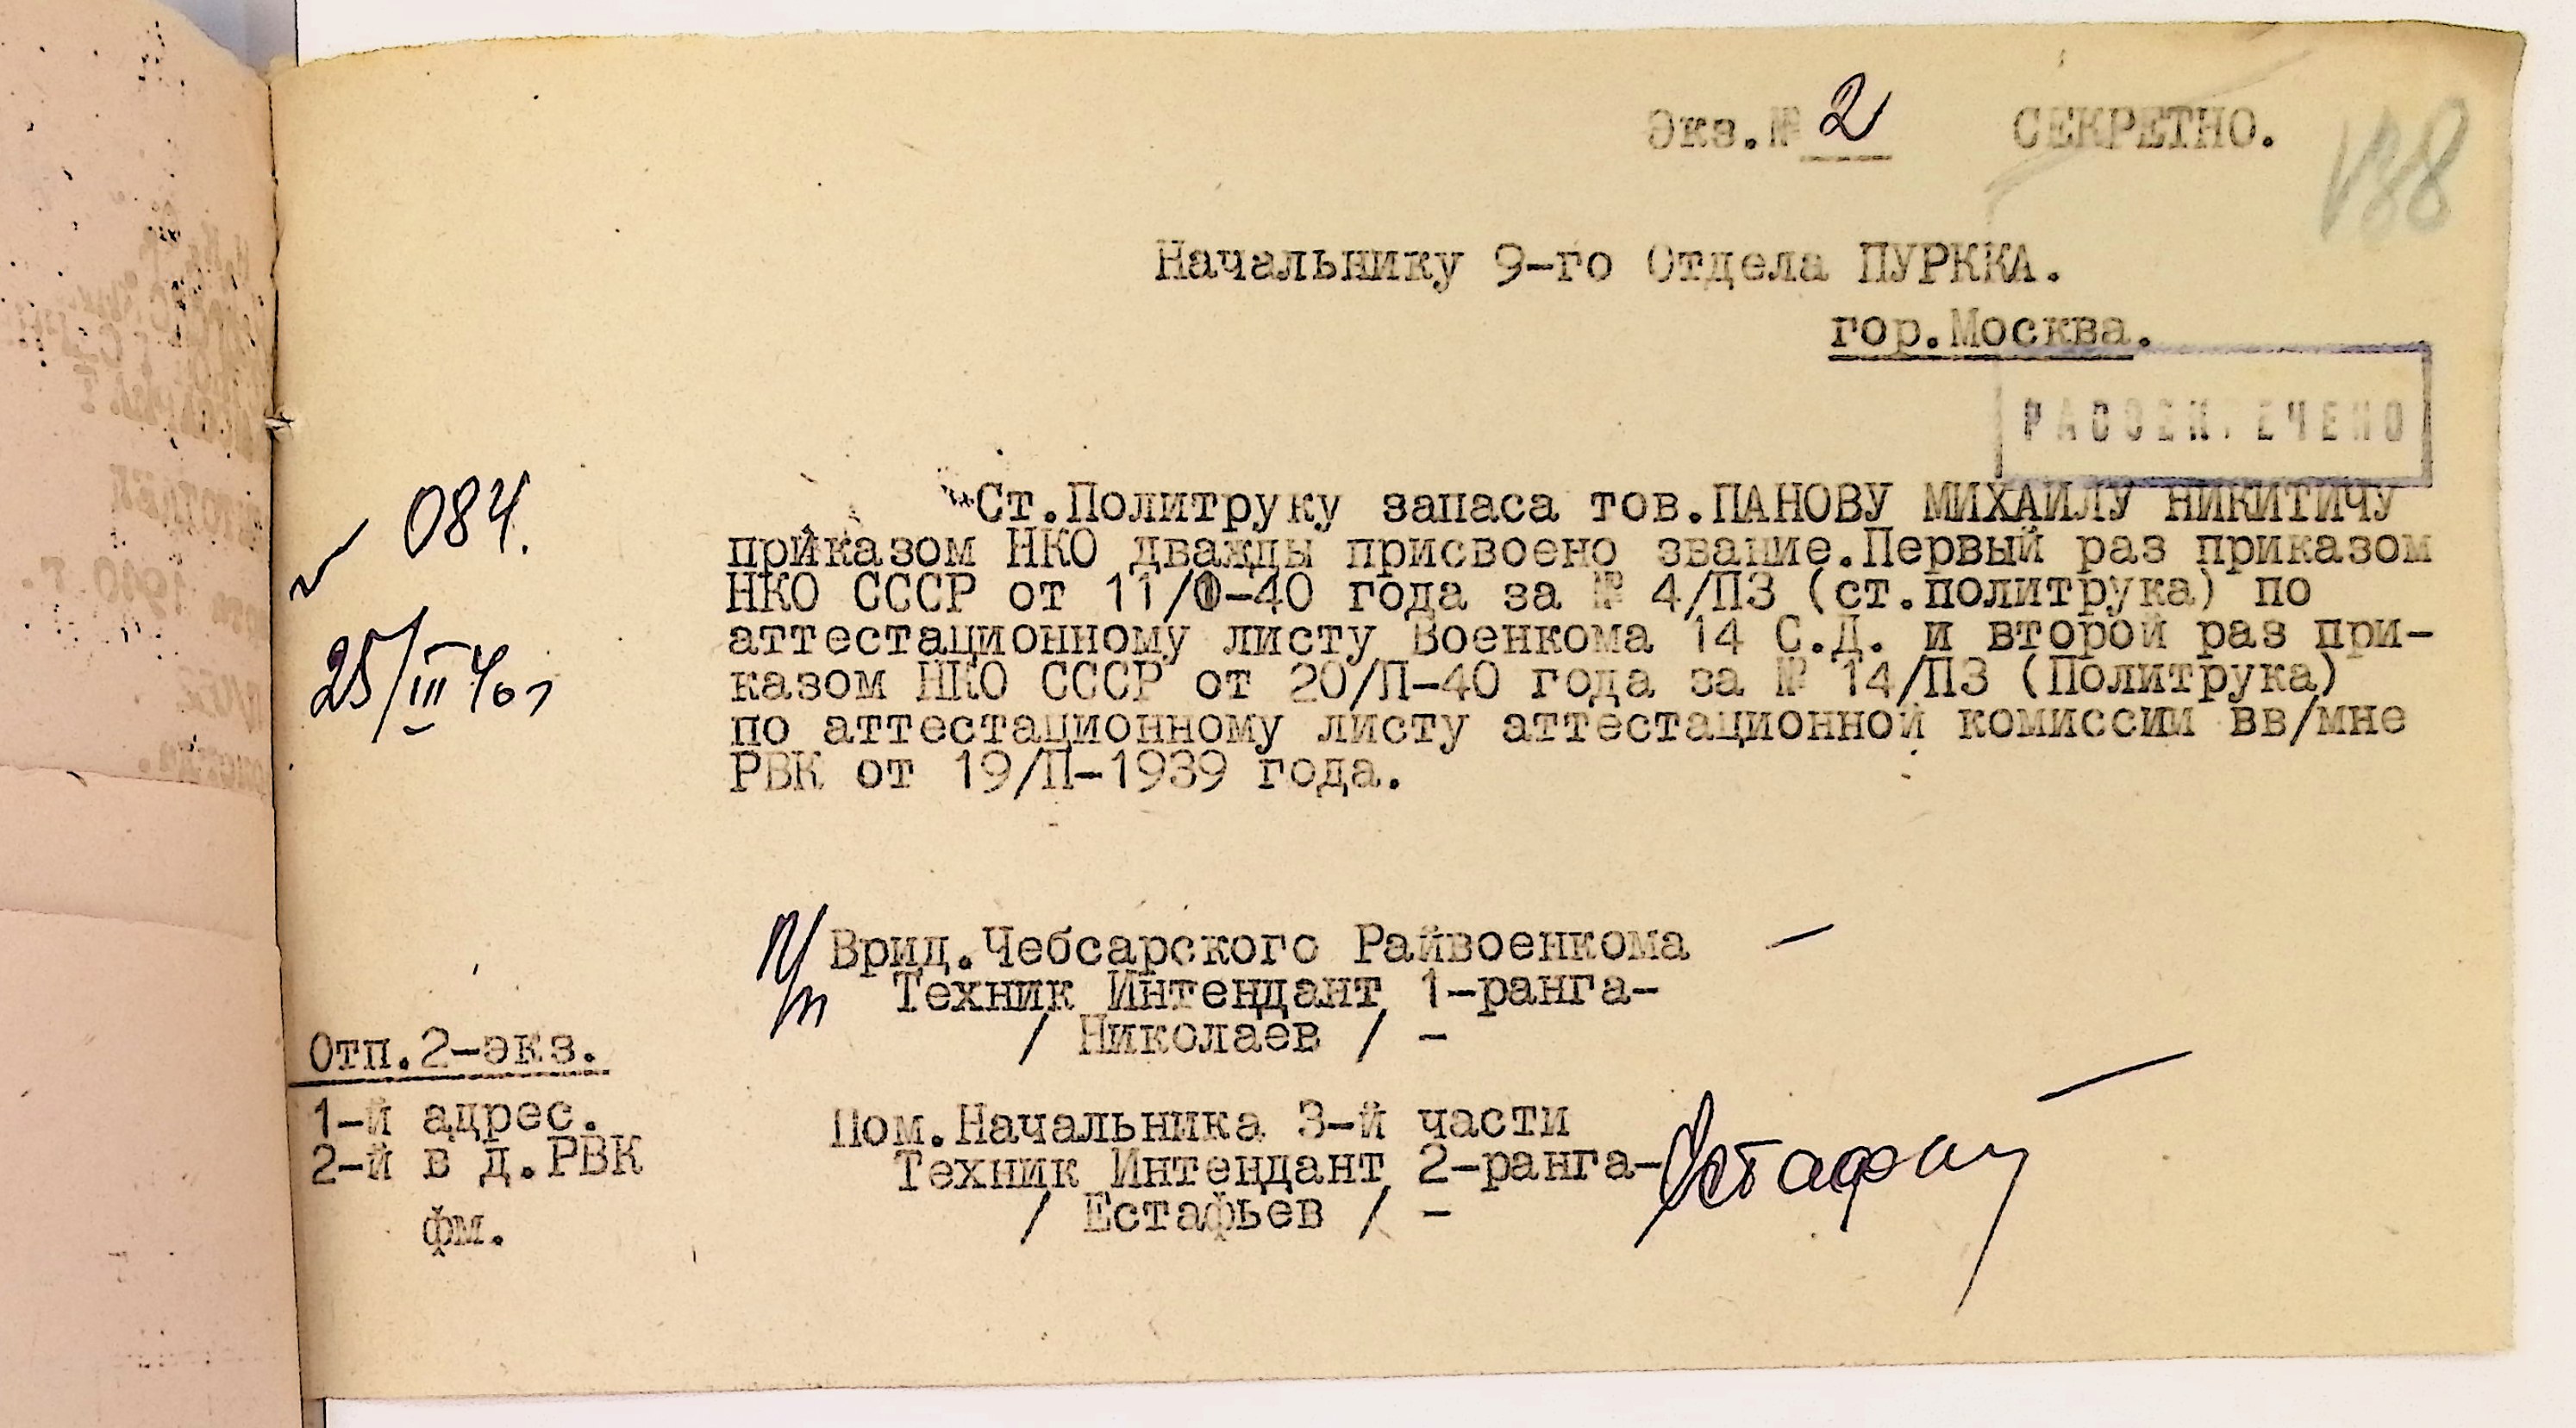 Экз.№ 2 СЕКРЕТНО.
188
Начальнику 9-го Отдела ПУРККА.
гор.Москва.
РАССЕКРЕЧЕНО
№ 084.
25/III 40 г
Ст.Политруку запаса тов.ПАНОВУ МИХАИЛУ НИКИТИЧУ
приказом НКО дважды присвоено звание.Первый раз приказом
НКО СССР от 11/1-40 года за № 4/ПЗ (ст.политрука) по
аттестационному листу Военкома 14 С.Д. и второй раз при-
казом НКО СССР от 20/П-40 года за № 14/ПЗ (Политрука)
по аттестационному листу аттестационной комиссии вв/мне
РВК от 19/П-1939 года.
п/п Врид.Чебсарского Райвоенкома
Техник Интендант 1-ранга-
/ Николаев / -
Отп.2-экз.
1-й адрес.
2-й в д.РВК
фм.
Пом.Начальника 3-й части
Техник Интендант 2-ранга-
/ Естафьев / -